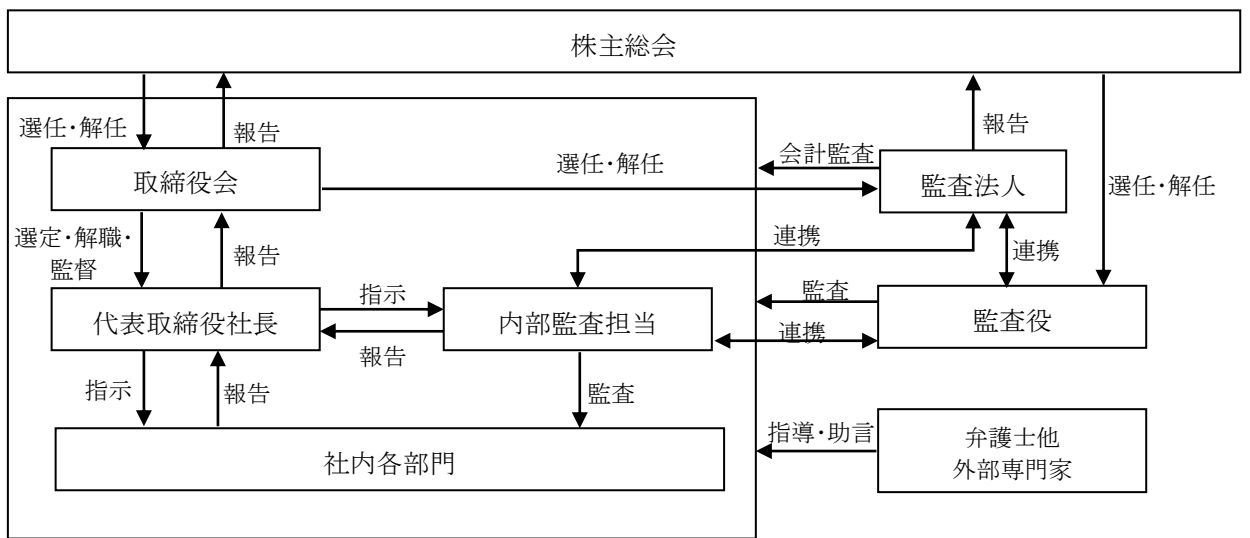 株主総会
選任・解任
報告
報告
会計監査
選任・解任
取締役会
監査法人
選任・解任
選定・解職・
監督
報告
連携
連携
指示
監査
代表取締役社長
内部監査担当
監査役
報告
連携
指示
報告
監査
指導・助言
弁護士他
外部専門家
社内各部門